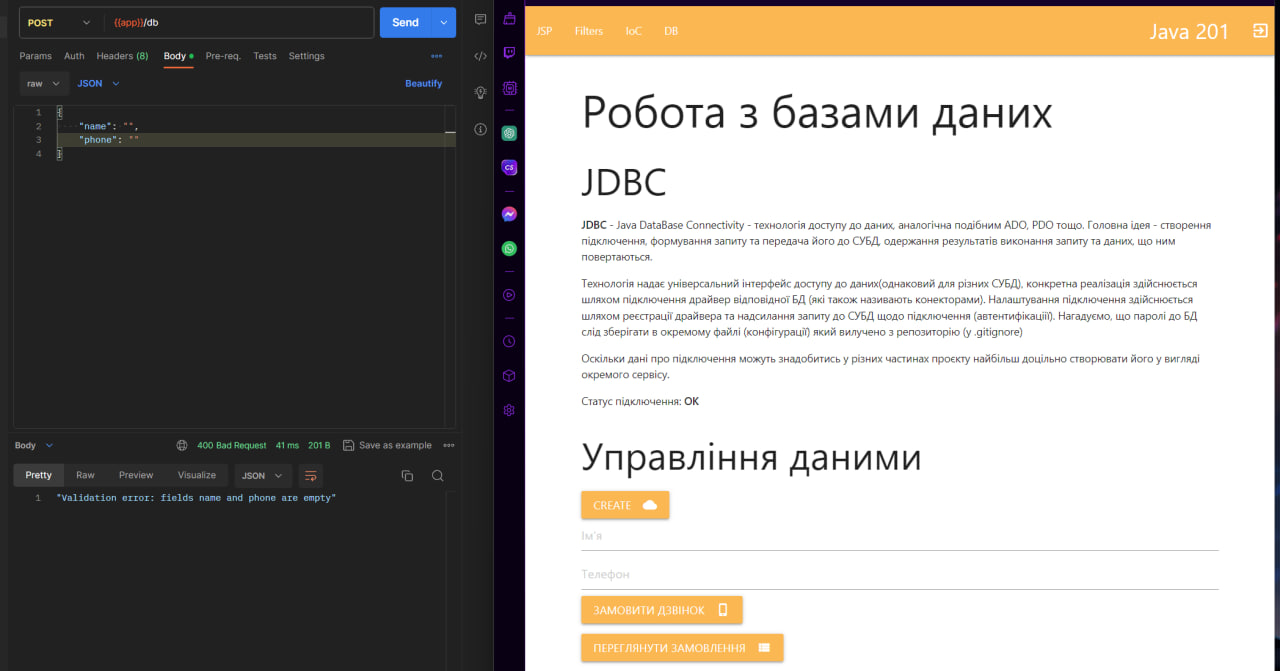 POST
{{app}}/db
Send
Params Auth Headers (8) Body Pre-req. Tests Settings
raw JSON Beautify
1 {
2 "name": "",
3 "phone": ""
4 }
Body 400 Bad Request 41 ms 201 B Save as example
Pretty Raw Preview Visualize JSON
1 "Validation error: fields name and phone are empty"
CS
JSP Filters IoC DB Java 201
Робота з базами даних
JDBC
JDBC - Java DataBase Connectivity - технологія доступу до даних, аналогічна подібним ADO, PDO тощо. Головна ідея - створення
підключення, формування запиту та передача його до СУБД, одержання результатів виконання запиту та даних, що ним
повертаються.
Технологія надає універсальний інтерфейс доступу до даних(однаковий для різних СУБД), конкретна реалізація здійснюється
шляхом підключення драйвер відповідної БД (які також називають конекторами). Налаштування підключення здійснюється
шляхом реєстрації драйвера та надсилання запиту до СУБД щодо підключення (автентифікаціїі). Нагадуємо, що паролі до БД
слід зберігати в окремому файлі (конфігурації) який вилучено з репозиторію (у .gitignore)
Оскільки дані про підключення можуть знадобитись у різних частинах проєкту найбільш доцільно створювати його у вигляді
окремого сервісу.
Статус підключення: OK
Управління даними
CREATE
Ім'я
Телефон
ЗАМОВИТИ ДЗВІНОК
ПЕРЕГЛЯНУТИ ЗАМОВЛЕННЯ